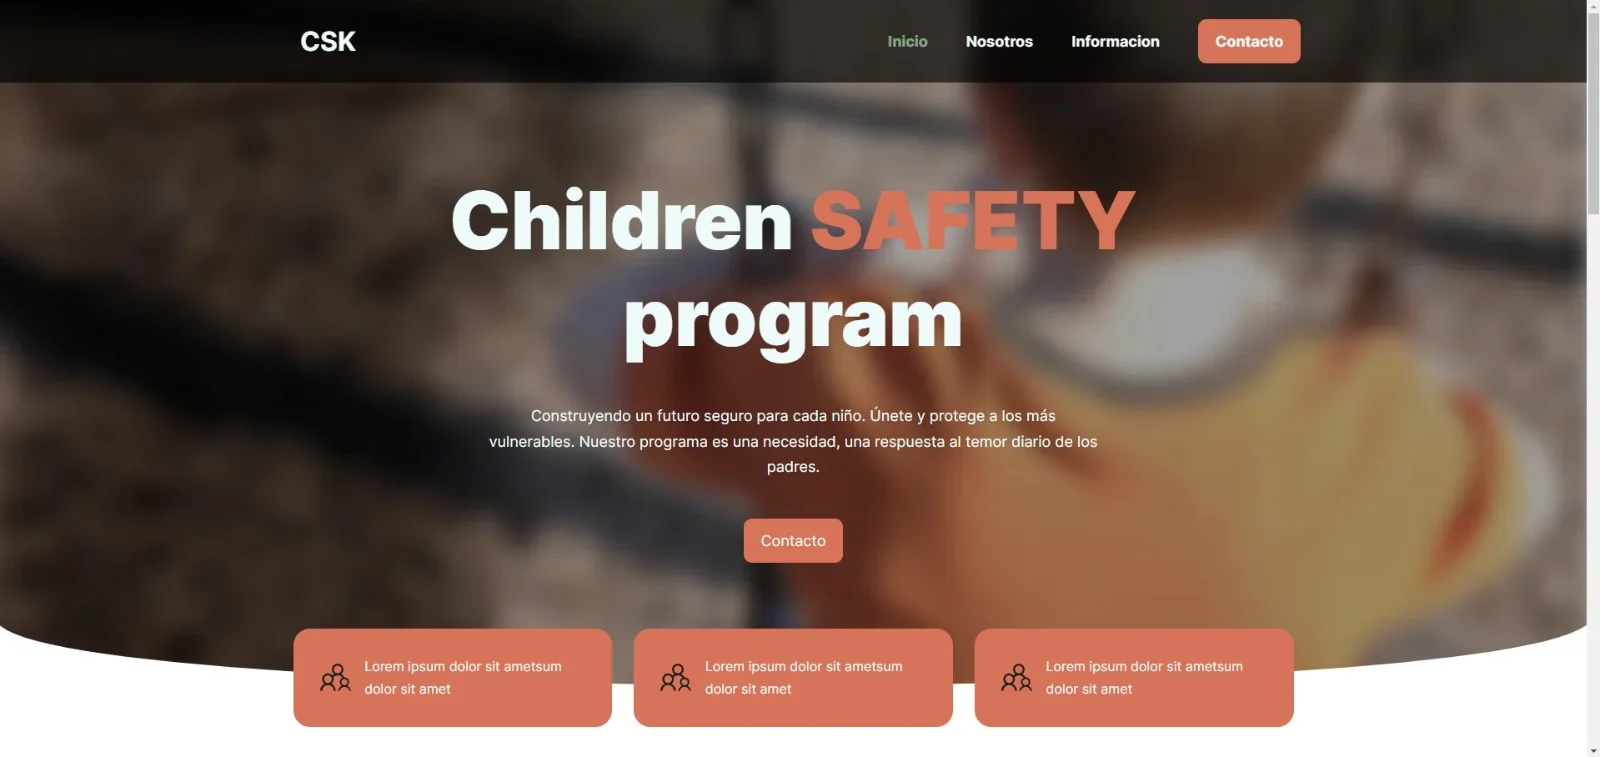 CSK
Inicio Nosotros Informacion Contacto
Children SAFETY
program
Construyendo un futuro seguro para cada niño. Únete y protege a los más
vulnerables. Nuestro programa es una necesidad, una respuesta al temor diario de los
padres.
Contacto
Lorem ipsum dolor sit ametsum
dolor sit amet
Lorem ipsum dolor sit ametsum
dolor sit amet
Lorem ipsum dolor sit ametsum
dolor sit amet